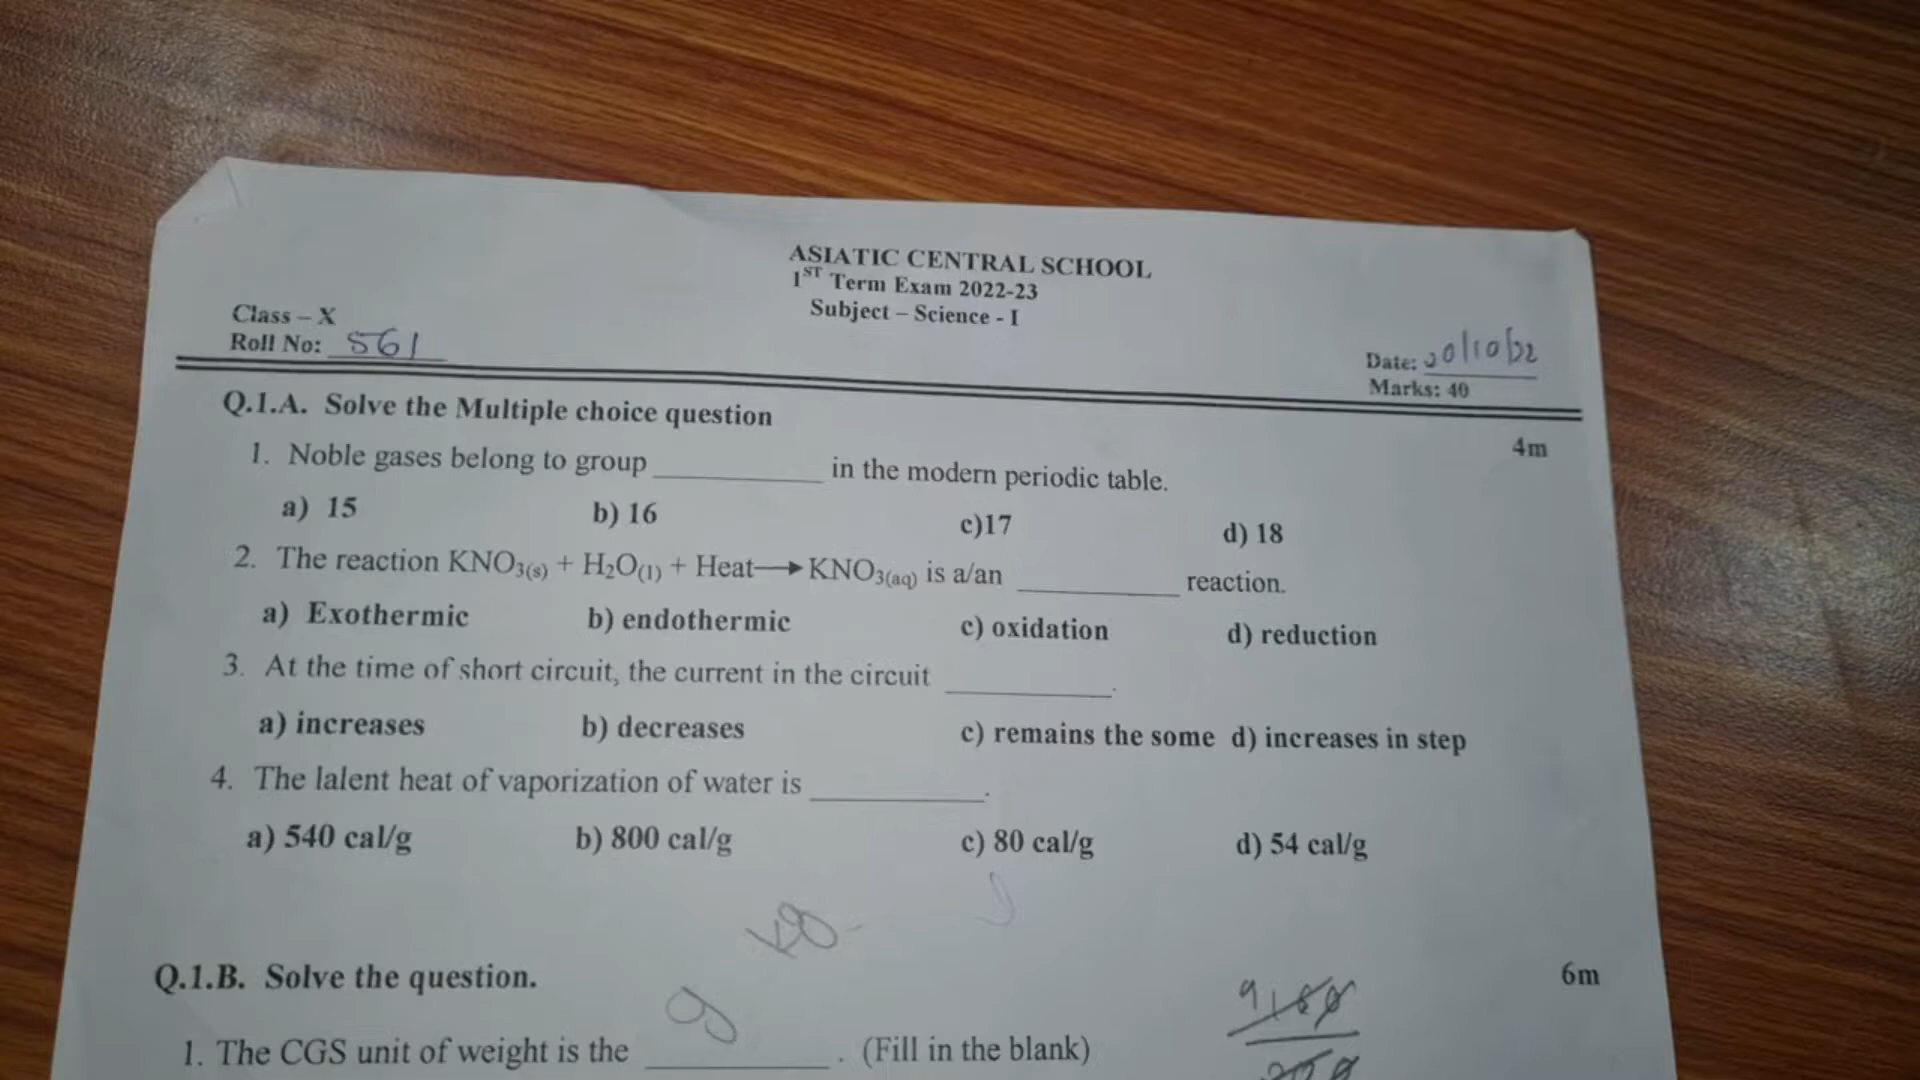 ASIATIC CENTRAL SCHOOL
1ST Term Exam 2022-23
Subject – Science - I
Class – X
Roll No: 561
Date: 20/10/22
Marks: 40
Q.1.A. Solve the Multiple choice question 4m
1. Noble gases belong to group __________ in the modern periodic table.
a) 15 b) 16 c)17 d) 18
2. The reaction KNO3(s) + H2O(l) + Heat→KNO3(aq) is a/an __________ reaction.
a) Exothermic b) endothermic c) oxidation d) reduction
3. At the time of short circuit, the current in the circuit __________.
a) increases b) decreases c) remains the some d) increases in step
4. The lalent heat of vaporization of water is __________.
a) 540 cal/g b) 800 cal/g c) 80 cal/g d) 54 cal/g
Q.1.B. Solve the question. 6m
1. The CGS unit of weight is the __________. (Fill in the blank)